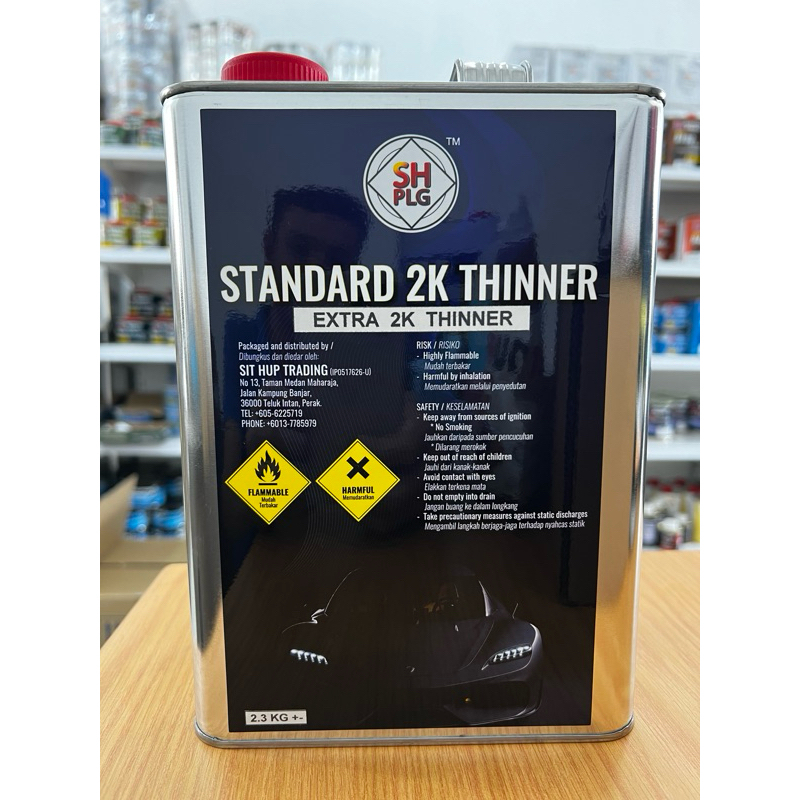 SH
PLG
TM
STANDARD 2K THINNER
EXTRA 2K THINNER
Packaged and distributed by /
Dibungkus dan diedar oleh:
SIT HUP TRADING (IP0517626-U)
No 13, Taman Medan Maharaja,
Jalan Kampung Banjar,
36000 Teluk Intan, Perak.
TEL: +605-6225719
PHONE: +6013-7785979
FLAMMABLE
Mudah
Terbakar
HARMFUL
Memudaratkan
RISK / RISIKO
- Highly Flammable
Mudah terbakar
- Harmful by inhalation
Memudaratkan melalui penyedutan
SAFETY / KESELAMATAN
- Keep away from sources of ignition
* No Smoking
Jauhkan daripada sumber pencucuhan
* Dilarang merokok
- Keep out of reach of children
Jauhi dari kanak-kanak
- Avoid contact with eyes
Elakkan terkena mata
- Do not empty into drain
Jangan buang ke dalam longkang
- Take precautionary measures against static discharges
Mengambil langkah berjaga-jaga terhadap nyahcas statik
2.3 KG +-